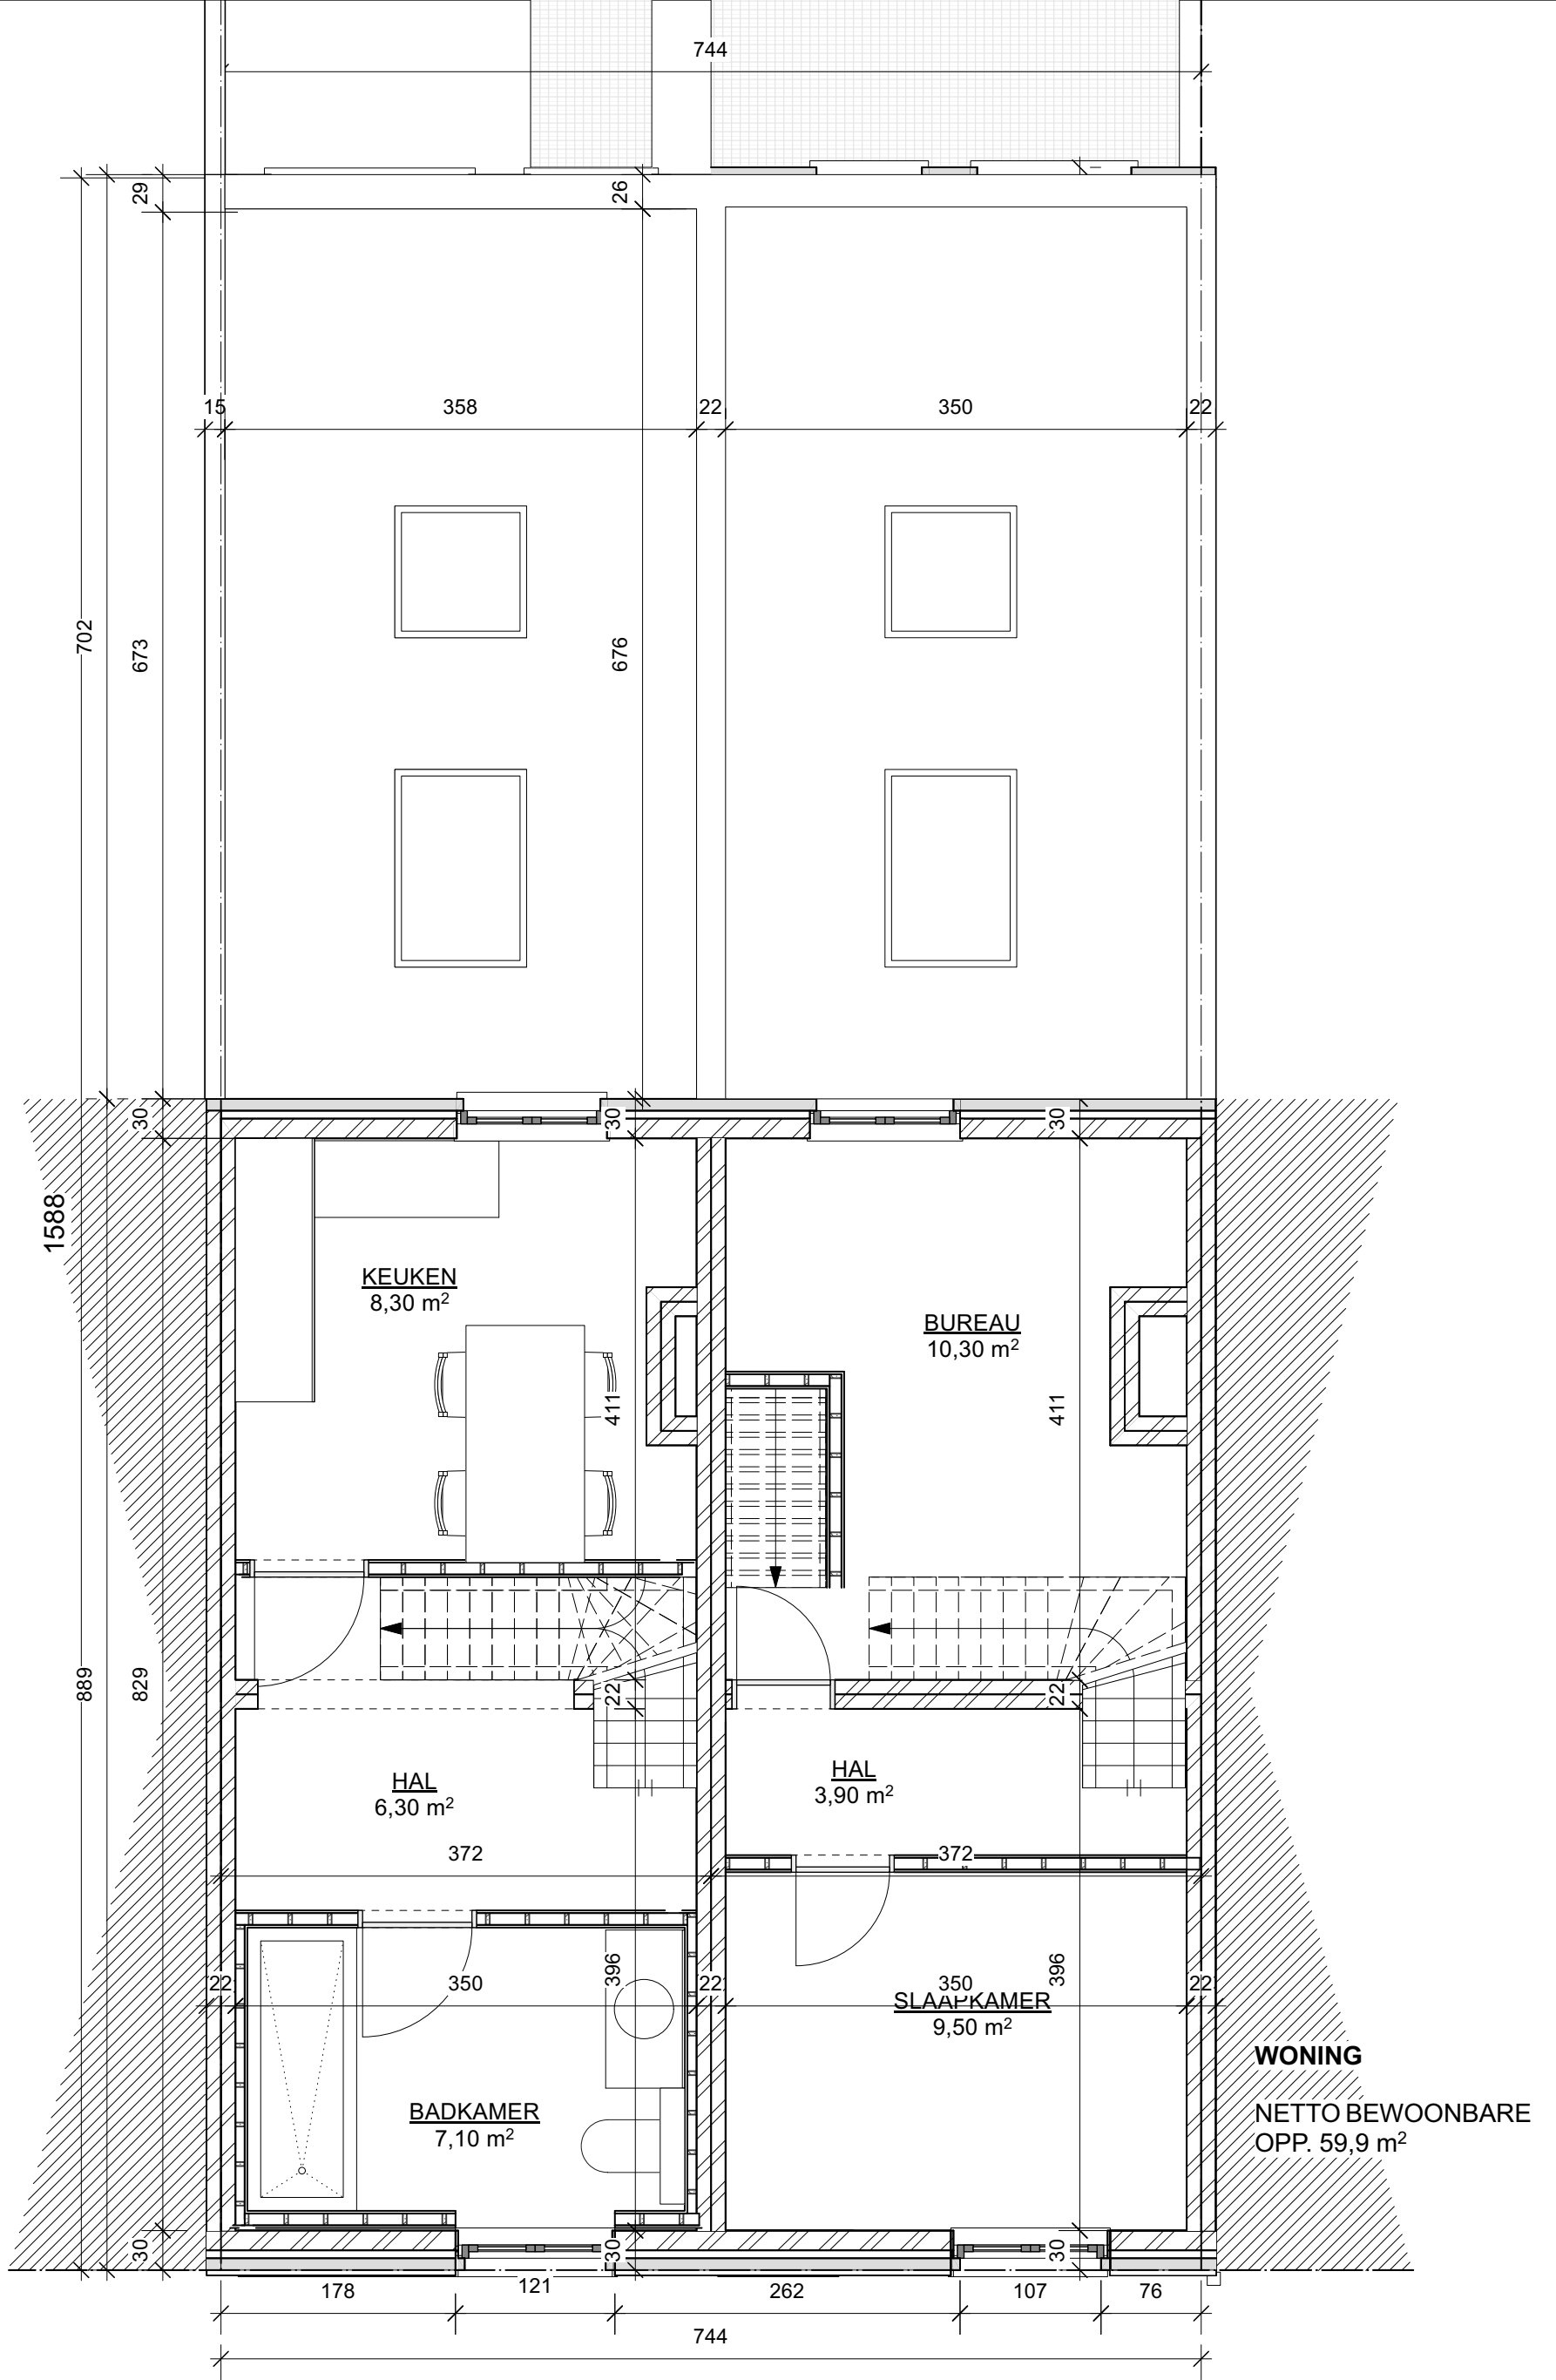 744
29
26
15
358
22
350
22
702
673
676
30
30
30
1588
KEUKEN
8,30 m²
BUREAU
10,30 m²
411
411
889
829
22
22
HAL
6,30 m²
HAL
3,90 m²
372
372
396
396
22
350
22
350
22
SLAAPKAMER
9,50 m²
WONING
BADKAMER
7,10 m²
NETTO BEWOONBARE
OPP. 59,9 m²
30
30
30
178
121
262
107
76
744